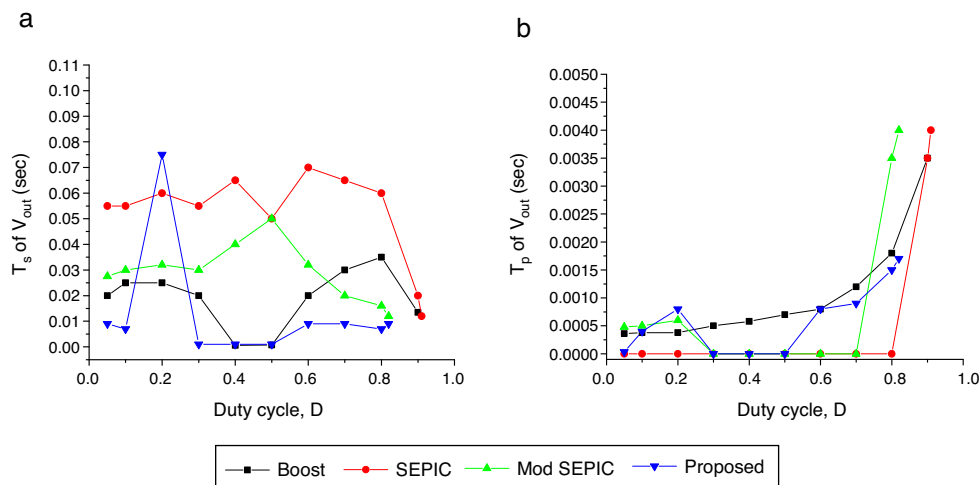 a
T_s of V_out (sec)
0.11
0.10
0.09
0.08
0.07
0.06
0.05
0.04
0.03
0.02
0.01
0.00
0.0 0.2 0.4 0.6 0.8 1.0
Duty cycle, D
b
T_p of V_out (sec)
0.0050
0.0045
0.0040
0.0035
0.0030
0.0025
0.0020
0.0015
0.0010
0.0005
0.0000
0.0 0.2 0.4 0.6 0.8 1.0
Duty cycle, D
Boost SEPIC Mod SEPIC Proposed